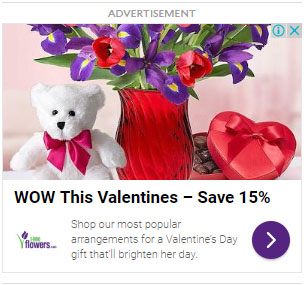 ADVERTISEMENT
WOW This Valentines – Save 15%
Shop our most popular
arrangements for a Valentine's Day
gift that'll brighten her day.
flowers.com